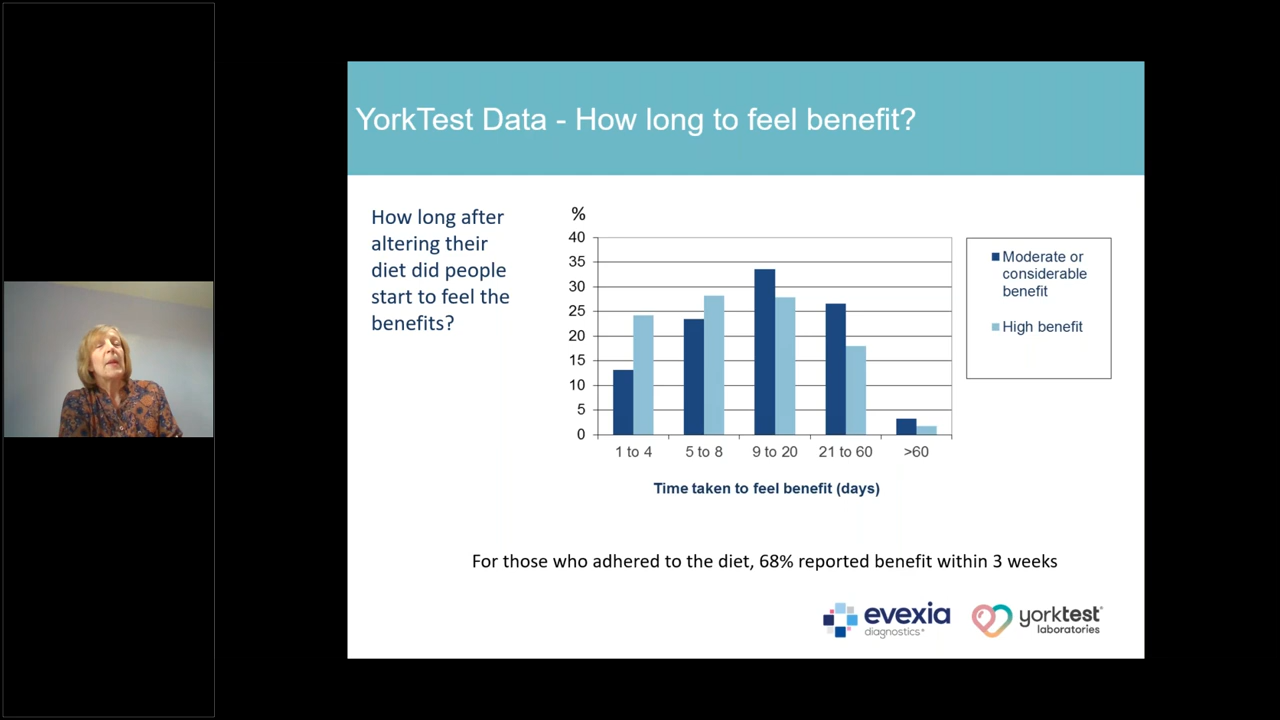 YorkTest Data - How long to feel benefit?
How long after
altering their
diet did people
start to feel the
benefits?
%
40
35
30
25
20
15
10
5
0
1 to 4
5 to 8
9 to 20
21 to 60
>60
Time taken to feel benefit (days)
Moderate or
considerable
benefit
High benefit
For those who adhered to the diet, 68% reported benefit within 3 weeks
evexia
diagnostics
yorktest
laboratories